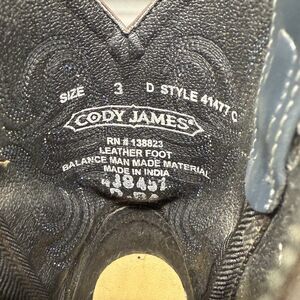 SIZE 3 D STYLE 41477 C
CODY JAMES®
RN # 138823
LEATHER FOOT
BALANCE MAN MADE MATERIAL
MADE IN INDIA